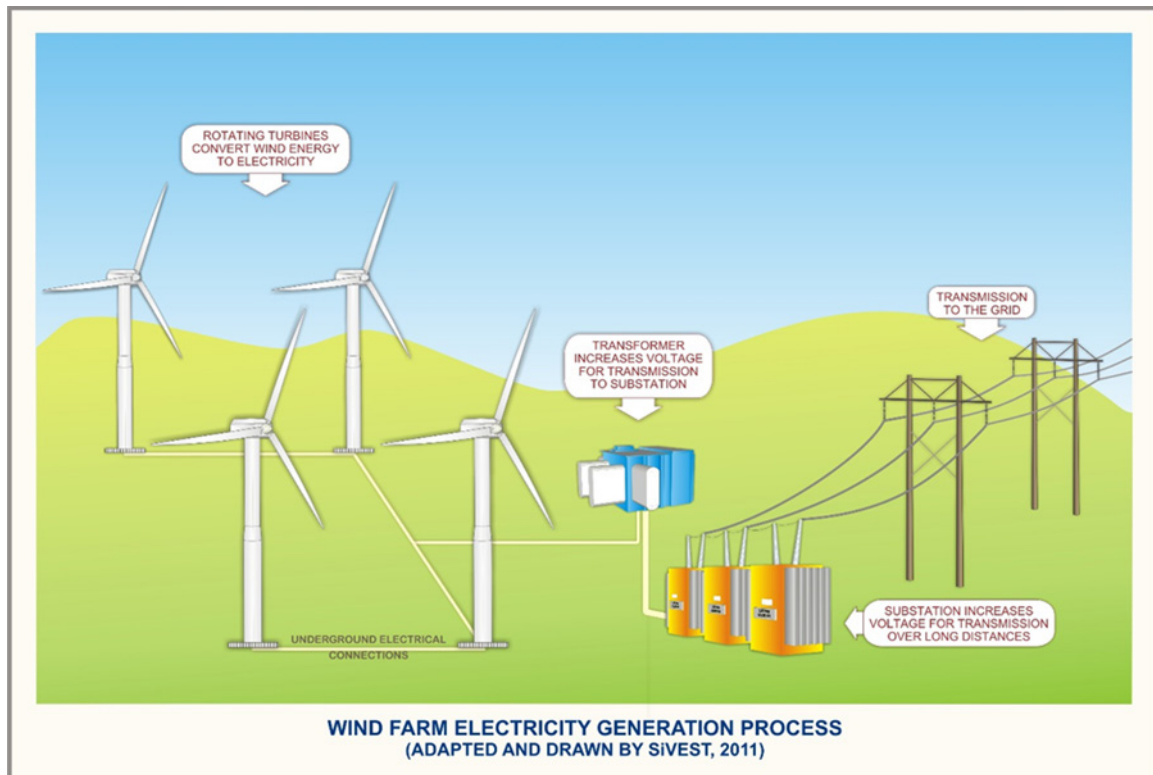 ROTATING TURBINES
CONVERT WIND ENERGY
TO ELECTRICITY
TRANSMISSION
TO THE GRID
TRANSFORMER
INCREASES VOLTAGE
FOR TRANSMISSION
TO SUBSTATION
SUBSTATION INCREASES
VOLTAGE FOR TRANSMISSION
OVER LONG DISTANCES
UNDERGROUND ELECTRICAL
CONNECTIONS
WIND FARM ELECTRICITY GENERATION PROCESS
(ADAPTED AND DRAWN BY SiVEST, 2011)